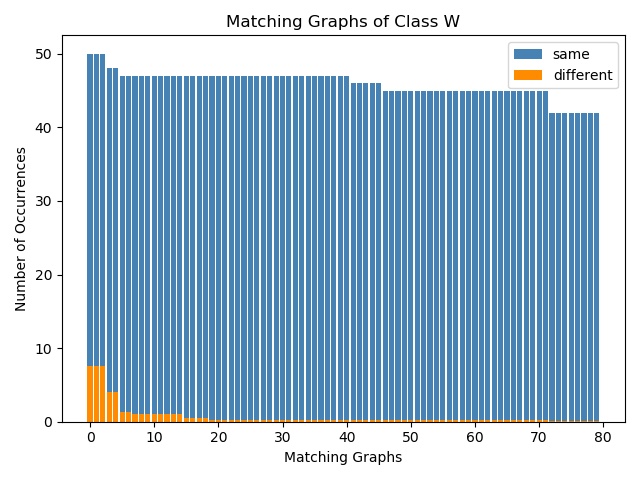 Matching Graphs of Class W
same
different
Number of Occurrences
50
40
30
20
10
0
0 10 20 30 40 50 60 70 80
Matching Graphs